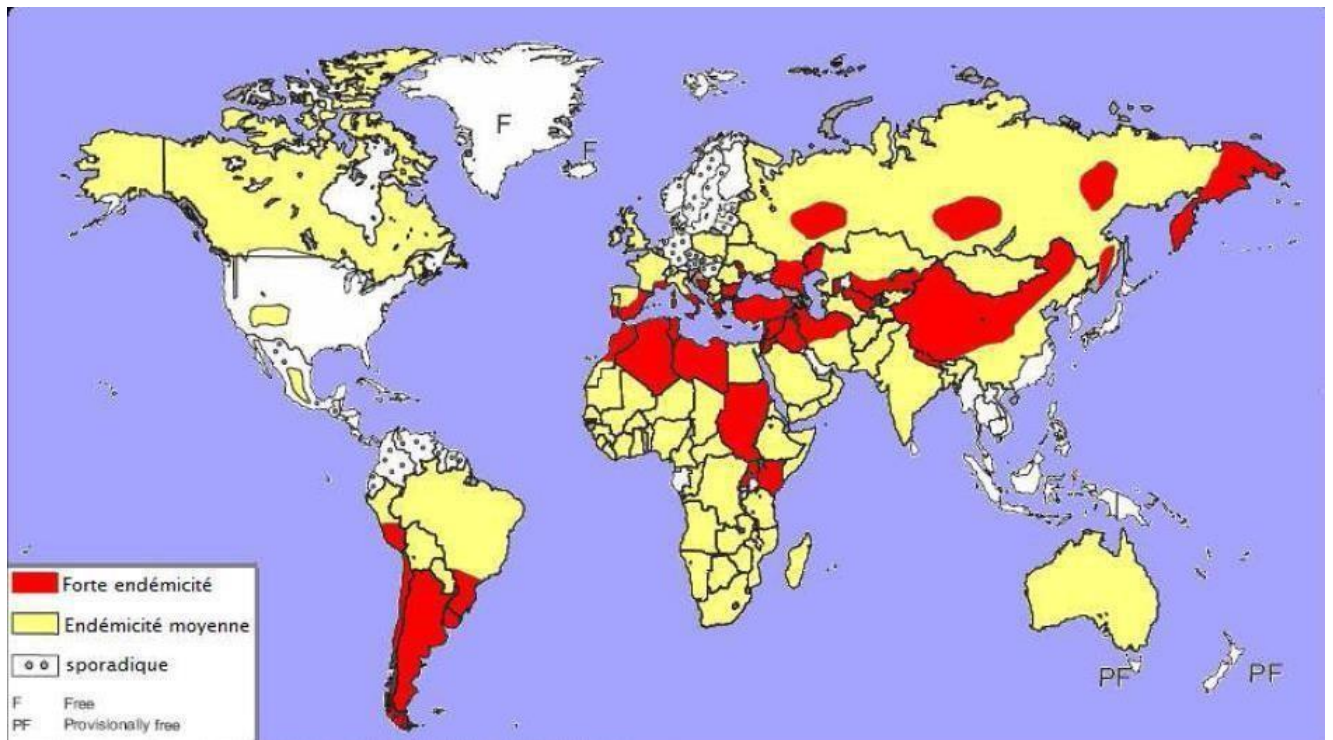 F
F
PF
PF
Forte endémicité
Endémicité moyenne
sporadique
F Free
PF Provisionally free